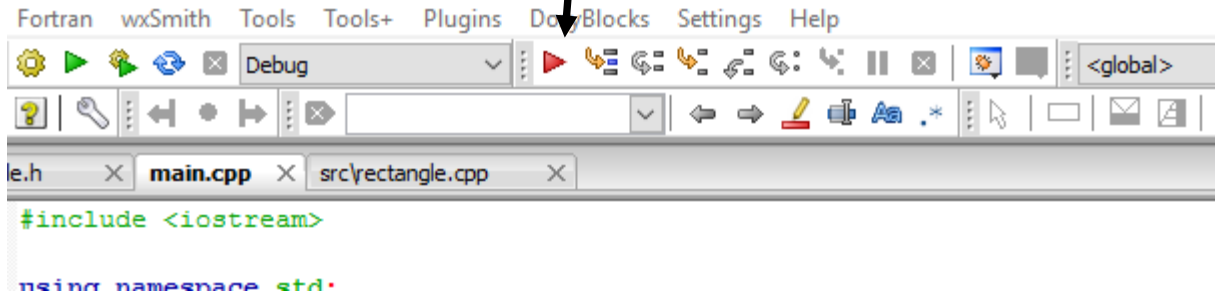 Fortran wxSmith Tools Tools+ Plugins DoxyBlocks Settings Help
Debug <global>
Aa .*
le.h main.cpp src\rectangle.cpp
#include <iostream>
using namespace std;